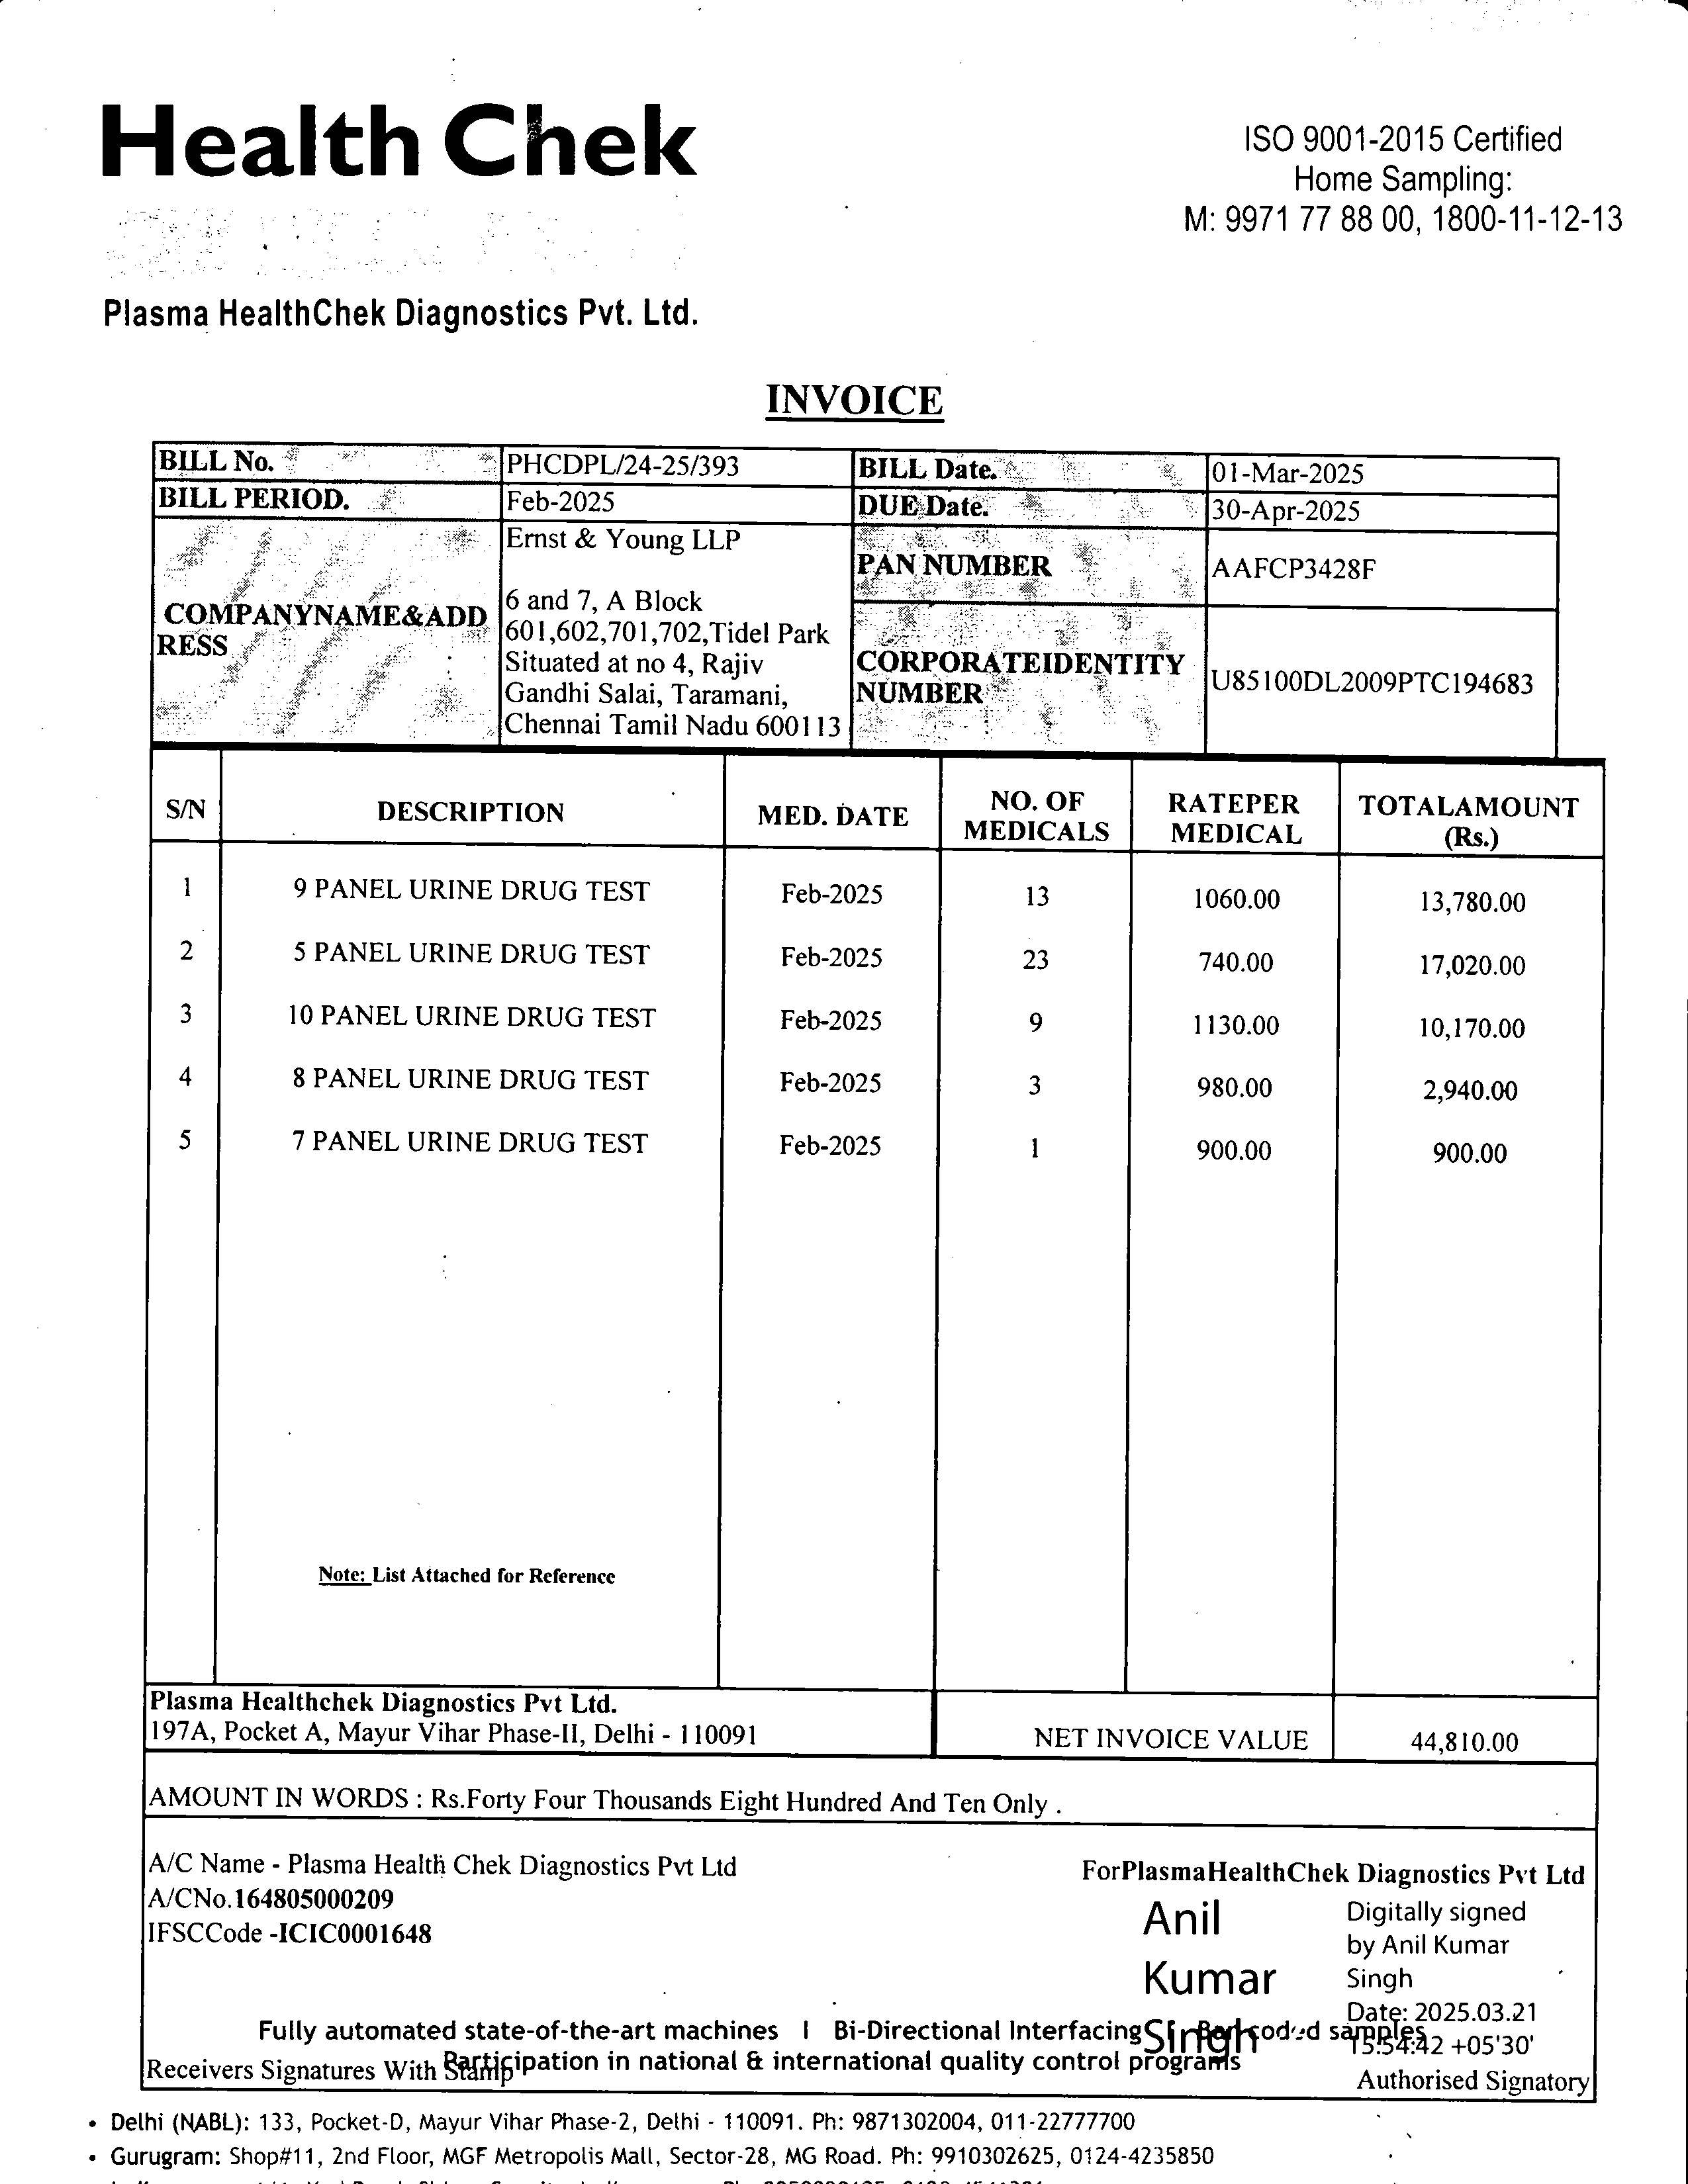 Health Chek
ISO 9001-2015 Certified
Home Sampling:
M: 9971 77 88 00, 1800-11-12-13
Plasma HealthChek Diagnostics Pvt. Ltd.
INVOICE
BILL No. PHCDPL/24-25/393 BILL Date. 01-Mar-2025
BILL PERIOD. Feb-2025 DUE Date. 30-Apr-2025
COMPANYNAME&ADD
RESS
Ernst & Young LLP
6 and 7, A Block
601,602,701,702,Tidel Park
Situated at no 4, Rajiv
Gandhi Salai, Taramani,
Chennai Tamil Nadu 600113
PAN NUMBER AAFCP3428F
CORPORATEIDENTITY
NUMBER
U85100DL2009PTC194683
S/N DESCRIPTION MED. DATE NO. OF MEDICALS RATEPER MEDICAL TOTALAMOUNT (Rs.)
1 9 PANEL URINE DRUG TEST Feb-2025 13 1060.00 13,780.00
2 5 PANEL URINE DRUG TEST Feb-2025 23 740.00 17,020.00
3 10 PANEL URINE DRUG TEST Feb-2025 9 1130.00 10,170.00
4 8 PANEL URINE DRUG TEST Feb-2025 3 980.00 2,940.00
5 7 PANEL URINE DRUG TEST Feb-2025 1 900.00 900.00
Note: List Attached for Reference
Plasma Healthchek Diagnostics Pvt Ltd.
197A, Pocket A, Mayur Vihar Phase-II, Delhi - 110091
NET INVOICE VALUE 44,810.00
AMOUNT IN WORDS : Rs.Forty Four Thousands Eight Hundred And Ten Only .
A/C Name - Plasma Health Chek Diagnostics Pvt Ltd
A/CNo.164805000209
IFSCCode -ICIC0001648
ForPlasmaHealthChek Diagnostics Pvt Ltd
Anil
Kumar
Singh
Digitally signed
by Anil Kumar
Singh
Date: 2025.03.21
15:54:42 +05'30'
Fully automated state-of-the-art machines I Bi-Directional Interfacing samples
Receivers Signatures With Stamp
Participation in national & international quality control programs
Authorised Signatory
• Delhi (NABL): 133, Pocket-D, Mayur Vihar Phase-2, Delhi - 110091. Ph: 9871302004, 011-22777700
• Gurugram: Shop#11, 2nd Floor, MGF Metropolis Mall, Sector-28, MG Road. Ph: 9910302625, 0124-4235850